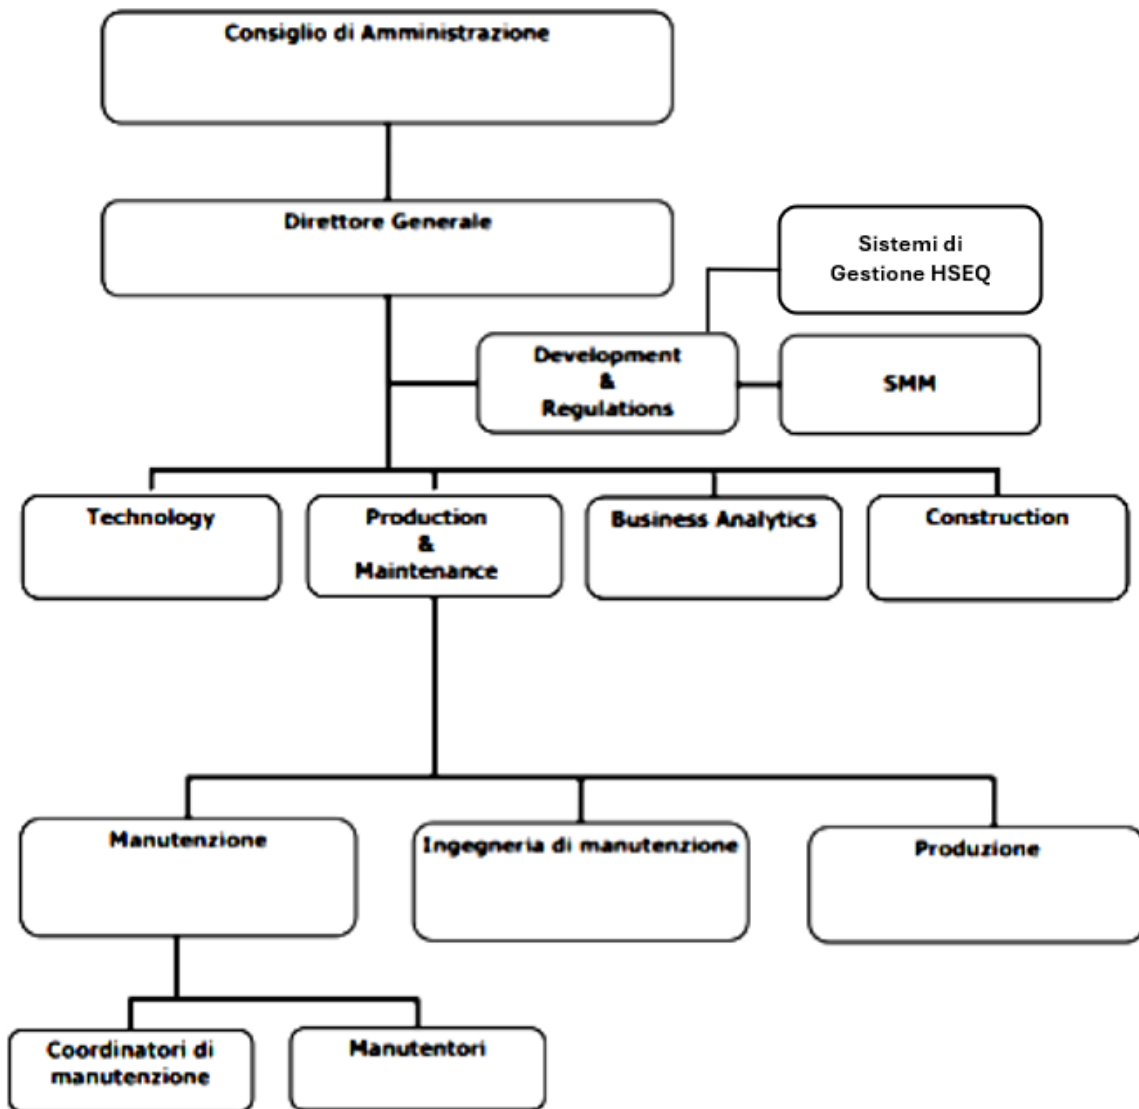 Consiglio di Amministrazione
Direttore Generale
Sistemi di
Gestione HSEQ
Development
&
Regulations
SMM
Technology
Production
&
Maintenance
Business Analytics
Construction
Manutenzione
Ingegneria di manutenzione
Produzione
Coordinatori di
manutenzione
Manutentori